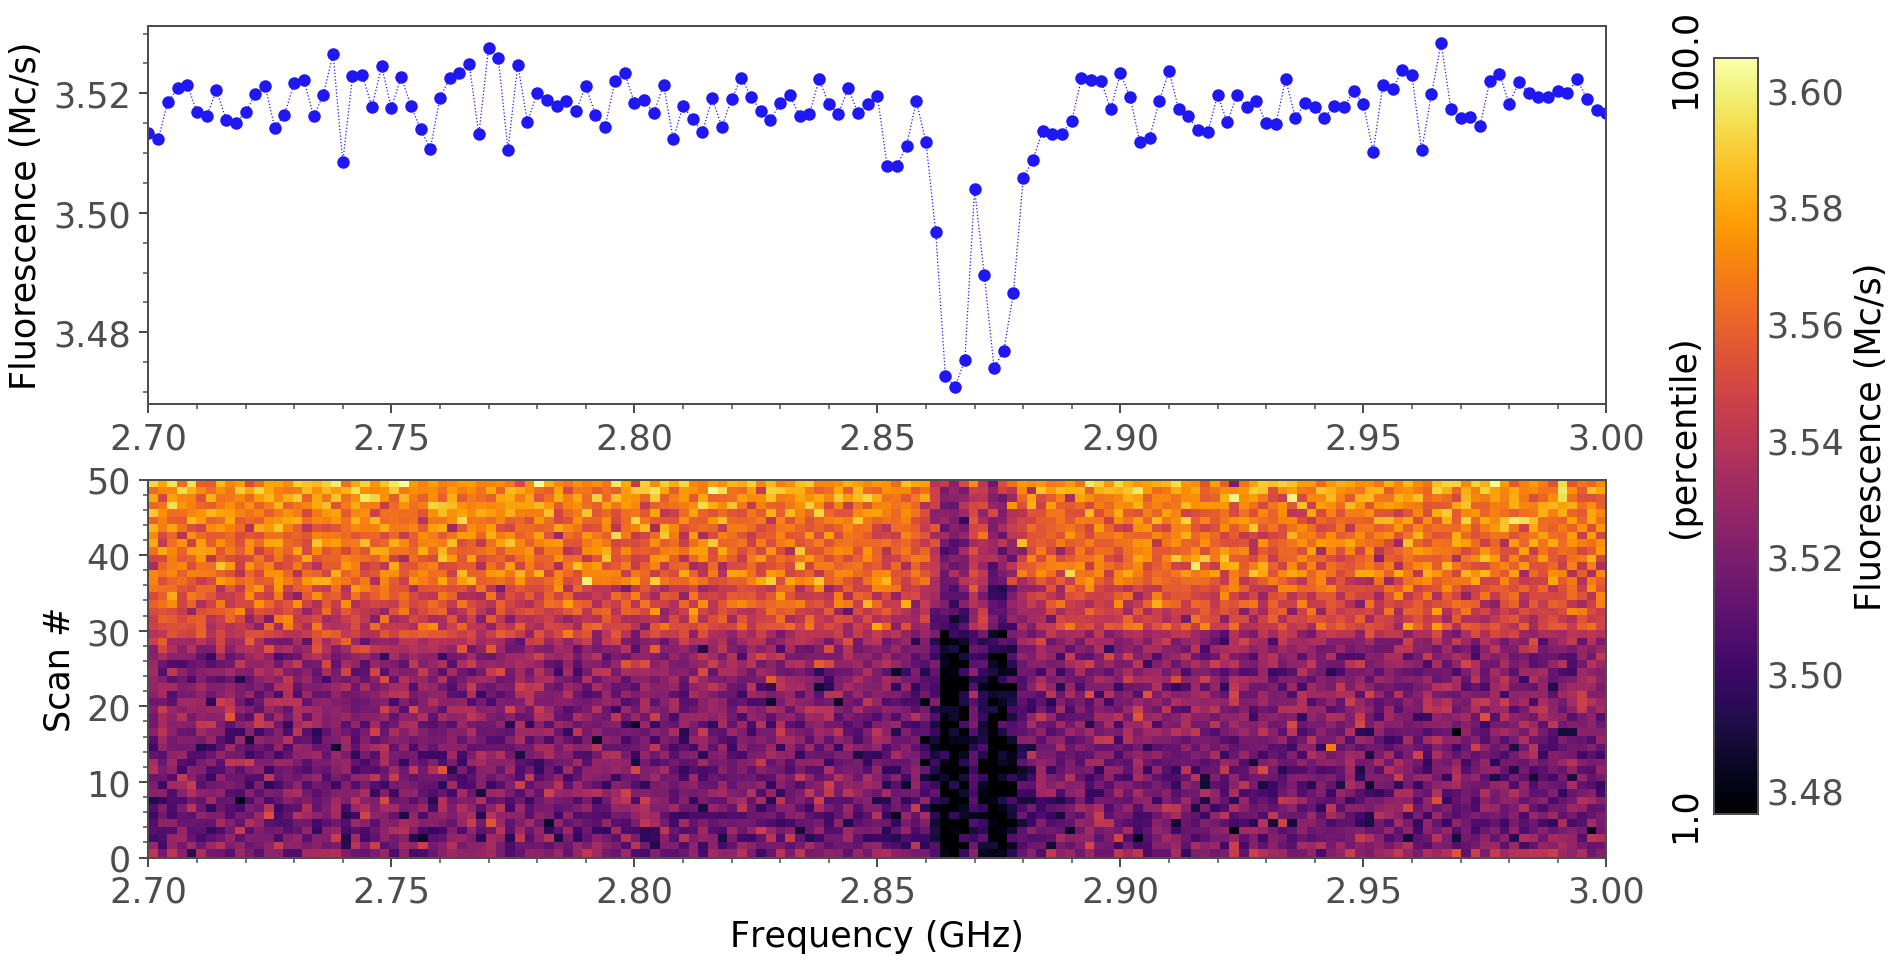 Fluorescence (Mc/s)
3.52
3.50
3.48
2.70 2.75 2.80 2.85 2.90 2.95 3.00
Scan #
50
40
30
20
10
0
2.70 2.75 2.80 2.85 2.90 2.95 3.00
Frequency (GHz)
100.0
(percentile)
1.0
3.60
3.58
3.56
3.54
3.52
3.50
3.48
Fluorescence (Mc/s)